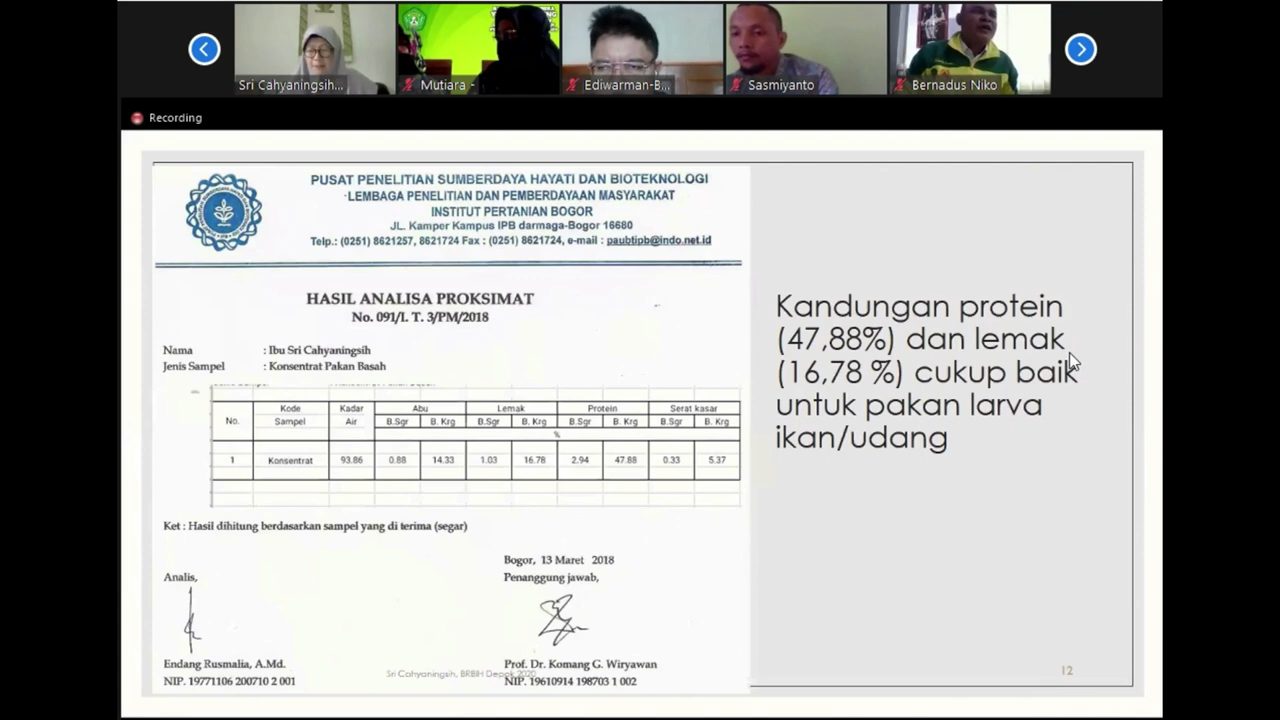 Sri Cahyaningsih...
Mutiara -
Ediwarman-B...
Sasmiyanto
Bernadus Niko
Recording
PUSAT PENELITIAN SUMBERDAYA HAYATI DAN BIOTEKNOLOGI
LEMBAGA PENELITIAN DAN PEMBERDAYAAN MASYARAKAT
INSTITUT PERTANIAN BOGOR
JL. Kamper Kampus IPB darmaga-Bogor 16680
Telp.: (0251) 8621257, 8621724 Fax : (0251) 8621724, e-mail : paubtipb@indo.net.id
HASIL ANALISA PROKSIMAT
No. 091/I. T. 3/PM/2018
Nama : Ibu Sri Cahyaningsih
Jenis Sampel : Konsentrat Pakan Basah
No. Kode Sampel Kadar Air Abu Lemak Protein Serat kasar
B.Sgr B. Krg B.Sgr B. Krg B.Sgr B. Krg B.Sgr B. Krg
%
1 Konsentrat 93.86 0.88 14.33 1.03 16.78 2.94 47.88 0.33 5.37
Ket : Hasil dihitung berdasarkan sampel yang di terima (segar)
Bogor, 13 Maret 2018
Analis, Penanggung jawab,
Endang Rusmalia, A.Md. Prof. Dr. Komang G. Wiryawan
NIP. 19771106 200710 2 001 NIP. 19610914 198703 1 002
Sri Cahyaningsih, BRBIH Depok 2020
Kandungan protein
(47,88%) dan lemak
(16,78 %) cukup baik
untuk pakan larva
ikan/udang
12